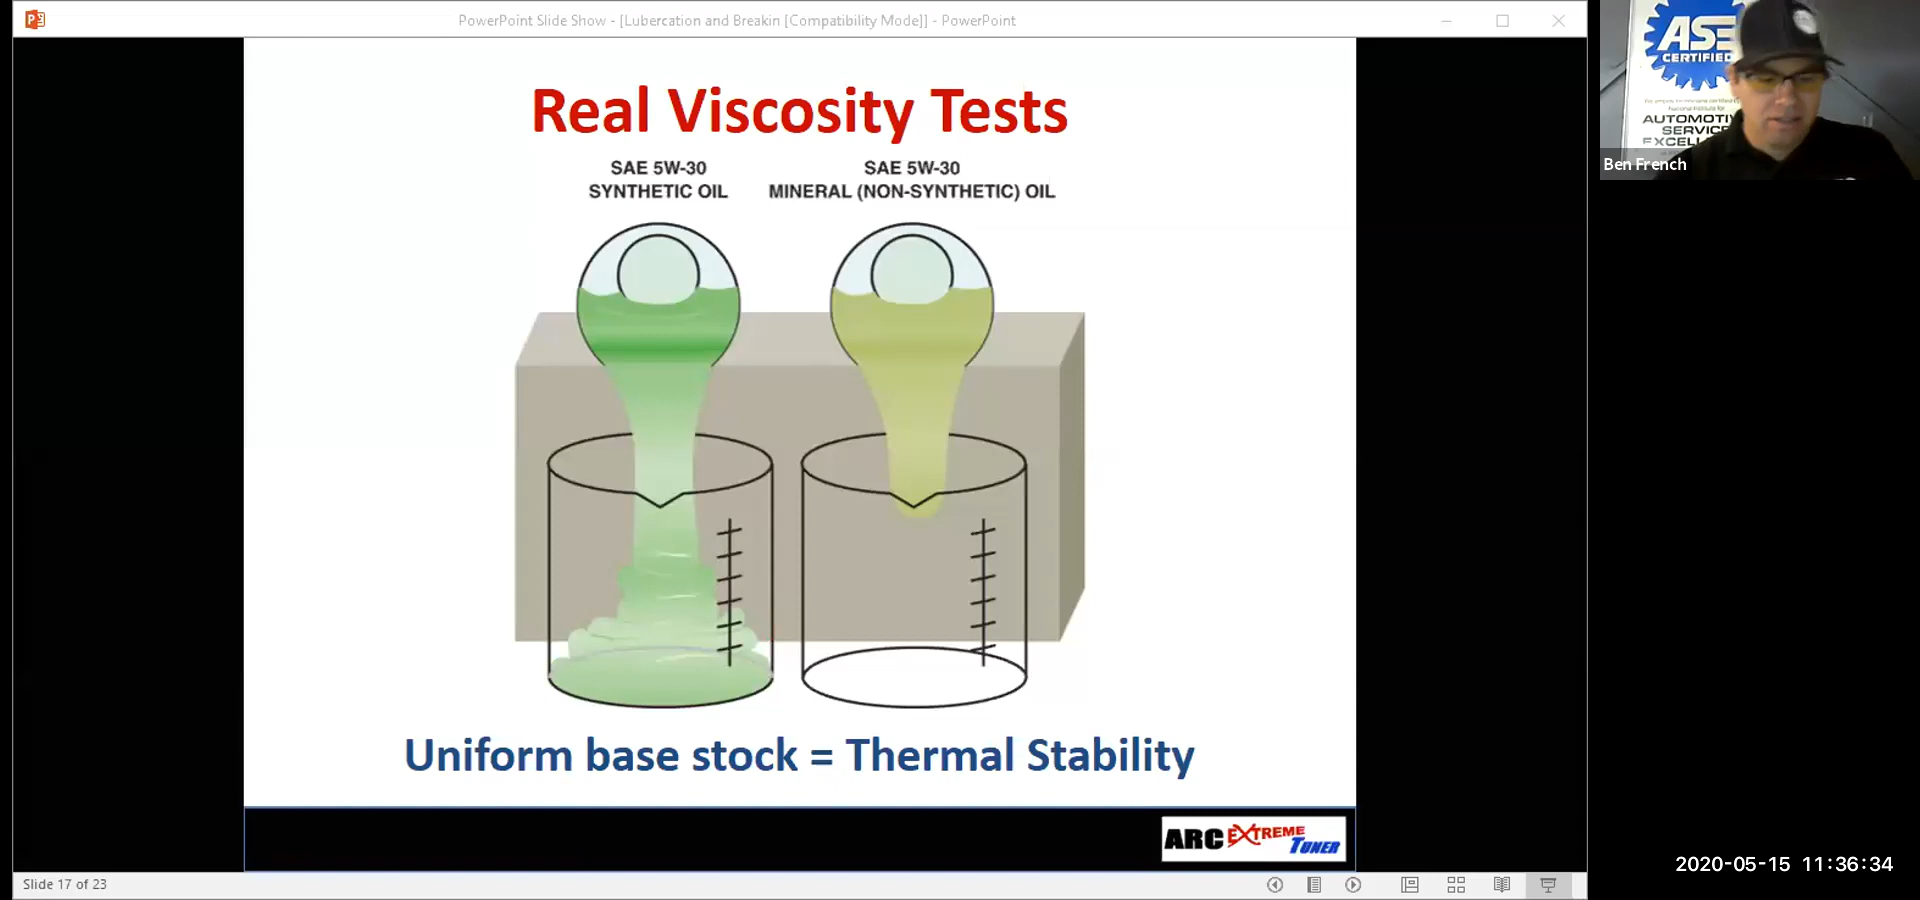 PowerPoint Slide Show - [Lubercation and Breakin [Compatibility Mode]] - PowerPoint
Real Viscosity Tests
SAE 5W-30
SYNTHETIC OIL
SAE 5W-30
MINERAL (NON-SYNTHETIC) OIL
Uniform base stock = Thermal Stability
ARC EXTREME
TUNER
Slide 17 of 23
ASE
CERTIFIED
AUTOMOTIV
SERVIC
EXCELL
Ben French
2020-05-15 11:36:34